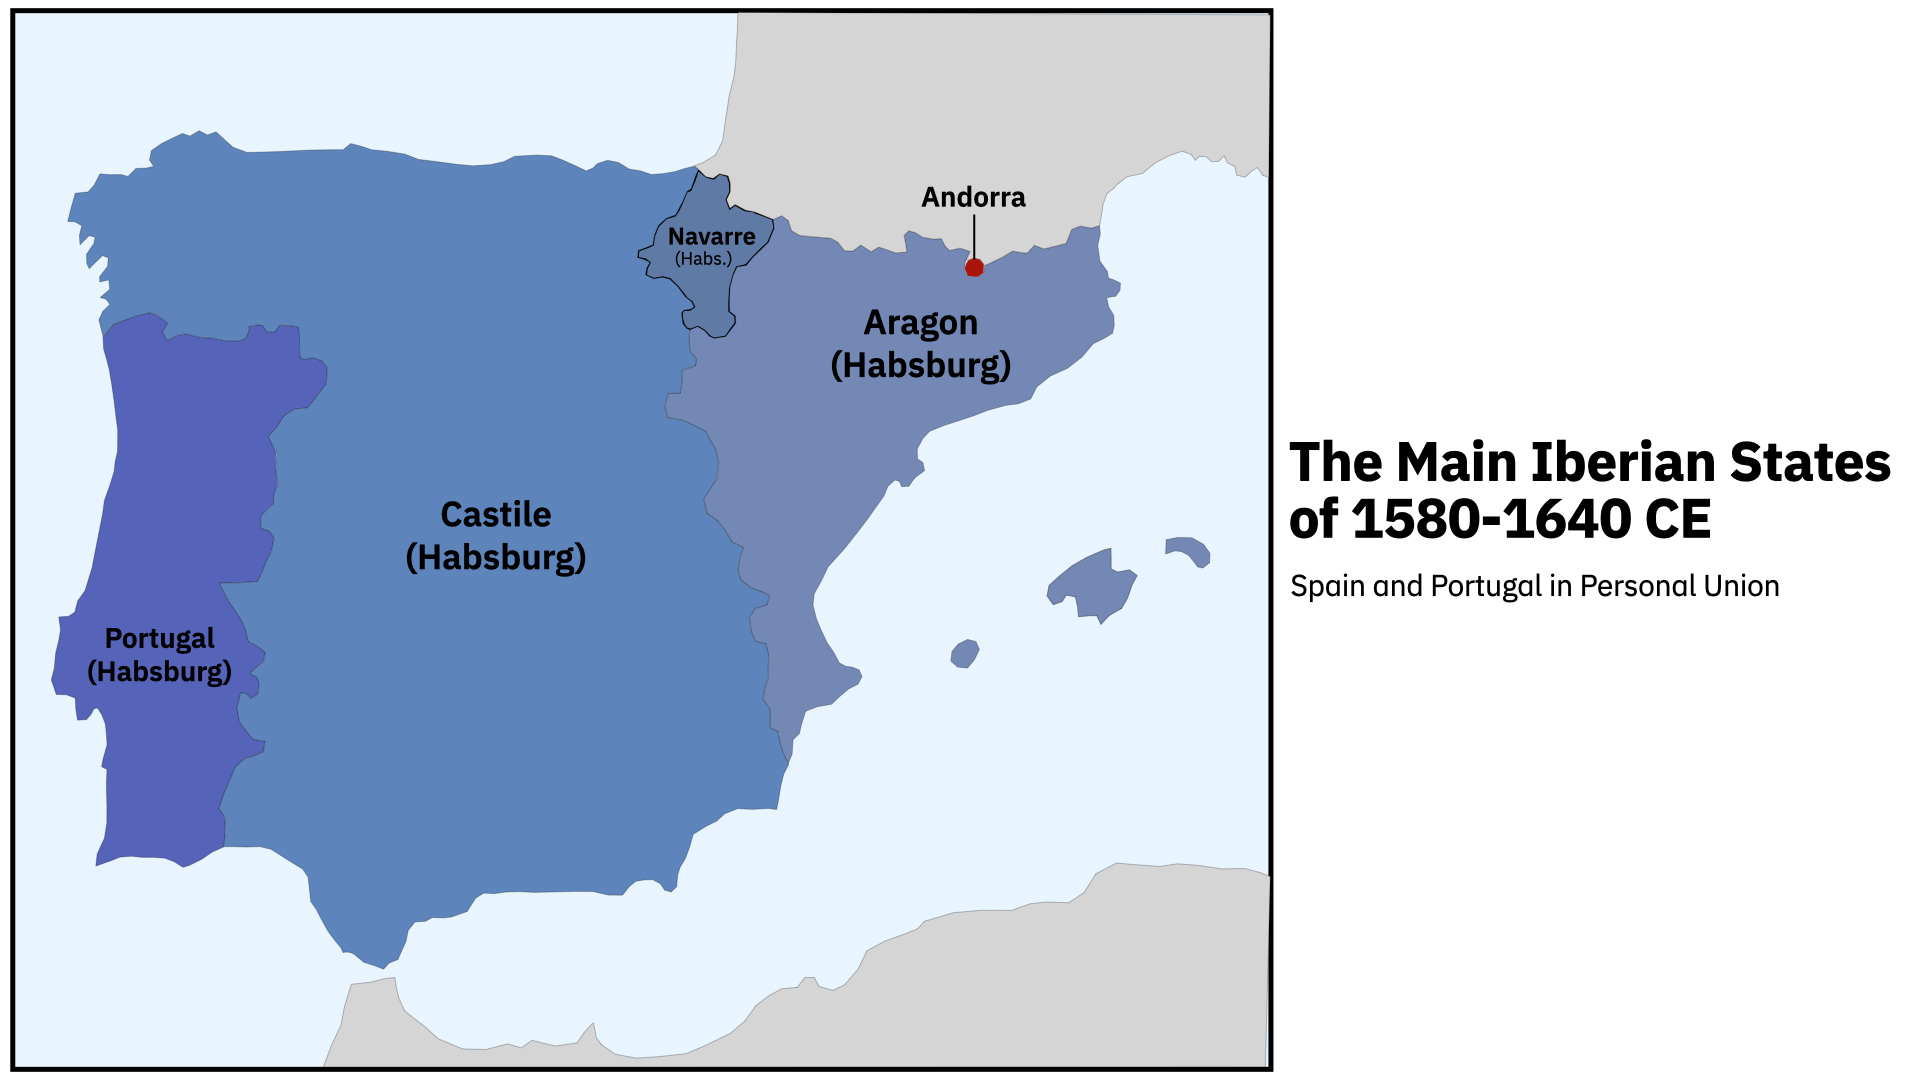 Andorra
Navarre
(Habs.)
Aragon
(Habsburg)
Castile
(Habsburg)
Portugal
(Habsburg)
The Main Iberian States
of 1580-1640 CE
Spain and Portugal in Personal Union